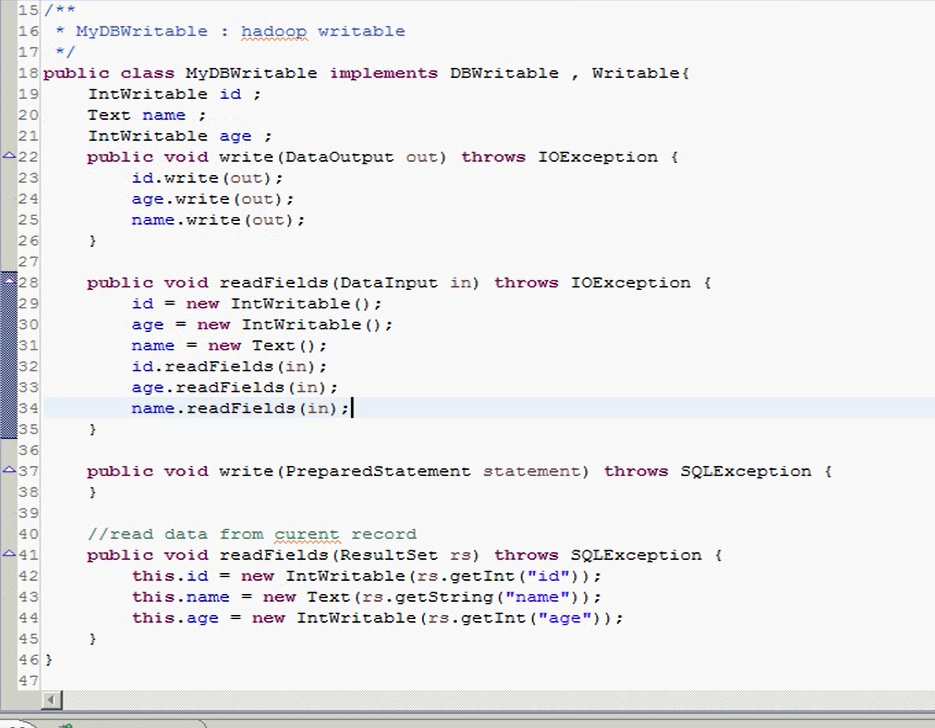 15 /**
16  * MyDBWritable : hadoop writable
17  */
18 public class MyDBWritable implements DBWritable , Writable{
19     IntWritable id ;
20     Text name ;
21     IntWritable age ;
22     public void write(DataOutput out) throws IOException {
23         id.write(out);
24         age.write(out);
25         name.write(out);
26     }
27
28     public void readFields(DataInput in) throws IOException {
29         id = new IntWritable();
30         age = new IntWritable();
31         name = new Text();
32         id.readFields(in);
33         age.readFields(in);
34         name.readFields(in);
35     }
36
37     public void write(PreparedStatement statement) throws SQLException {
38     }
39
40     //read data from curent record
41     public void readFields(ResultSet rs) throws SQLException {
42         this.id = new IntWritable(rs.getInt("id"));
43         this.name = new Text(rs.getString("name"));
44         this.age = new IntWritable(rs.getInt("age"));
45     }
46 }
47